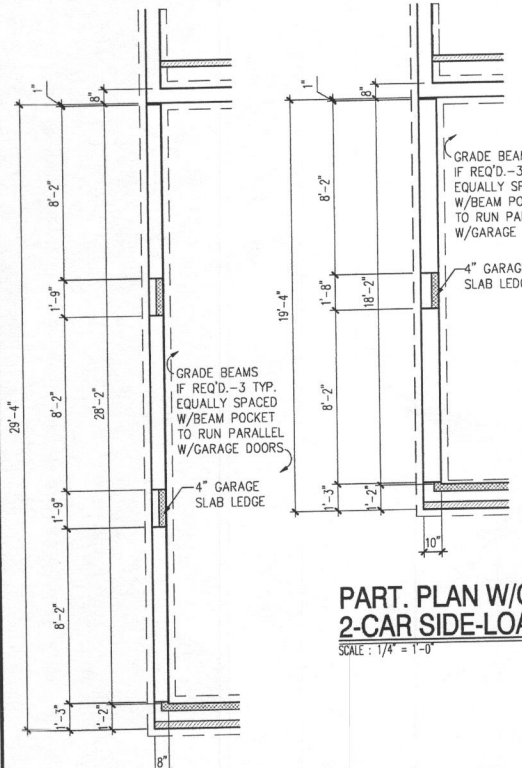 1"
8"
8'-2"
1'-9"
8'-2"
28'-2"
29'-4"
1'-9"
8'-2"
1'-3"
1'-2"
8"
GRADE BEAMS
IF REQ'D.-3 TYP.
EQUALLY SPACED
W/BEAM POCKET
TO RUN PARALLEL
W/GARAGE DOORS
4" GARAGE
SLAB LEDGE
1"
8"
8'-2"
1'-8"
18'-2"
19'-4"
8'-2"
1'-3"
1'-2"
10"
GRADE BEAM
IF REQ'D.-3
EQUALLY SP
W/BEAM PO
TO RUN PA
W/GARAGE
4" GARAGE
SLAB LEDG
PART. PLAN W/
2-CAR SIDE-LOA
SCALE : 1/4" = 1'-0"